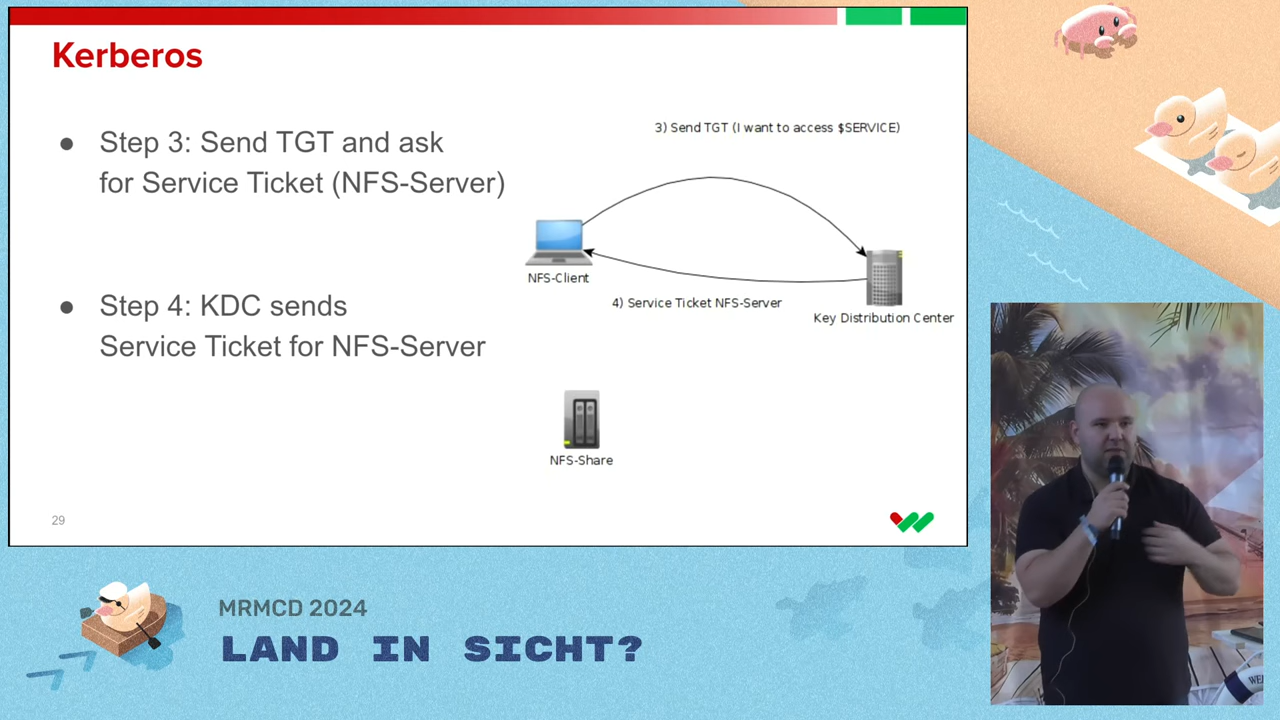 Kerberos
● Step 3: Send TGT and ask
for Service Ticket (NFS-Server)
● Step 4: KDC sends
Service Ticket for NFS-Server
3) Send TGT (I want to access $SERVICE)
NFS-Client
4) Service Ticket NFS-Server
Key Distribution Center
NFS-Share
29
MRMCD 2024
LAND IN SICHT?